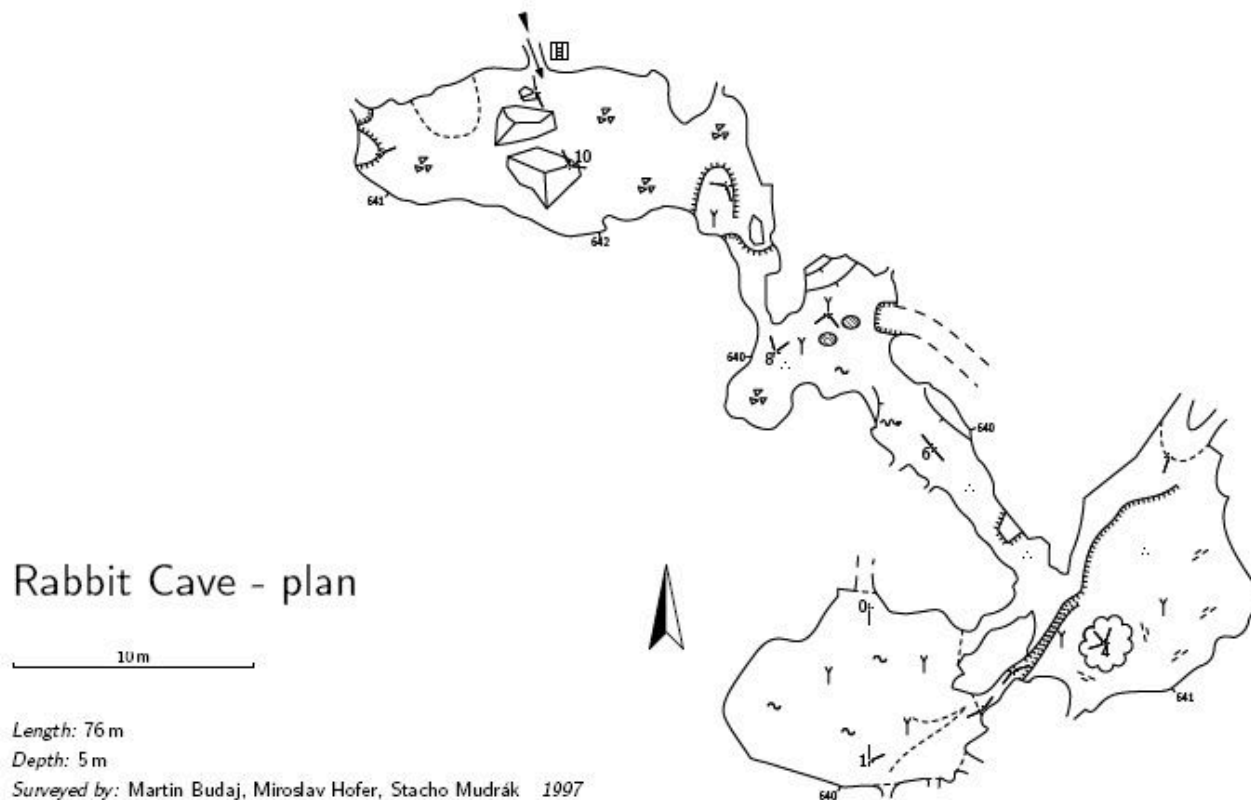 10
641
642
640
8
640
6
Rabbit Cave - plan
0
10 m
4
641
Length: 76 m
1
Depth: 5 m
640
Surveyed by: Martin Budaj, Miroslav Hofer, Stacho Mudrák 1997